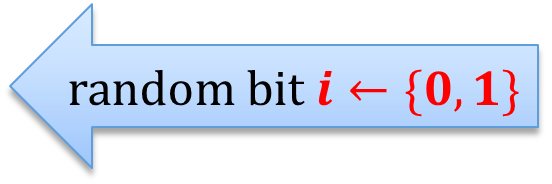 random bit i ← {0, 1}